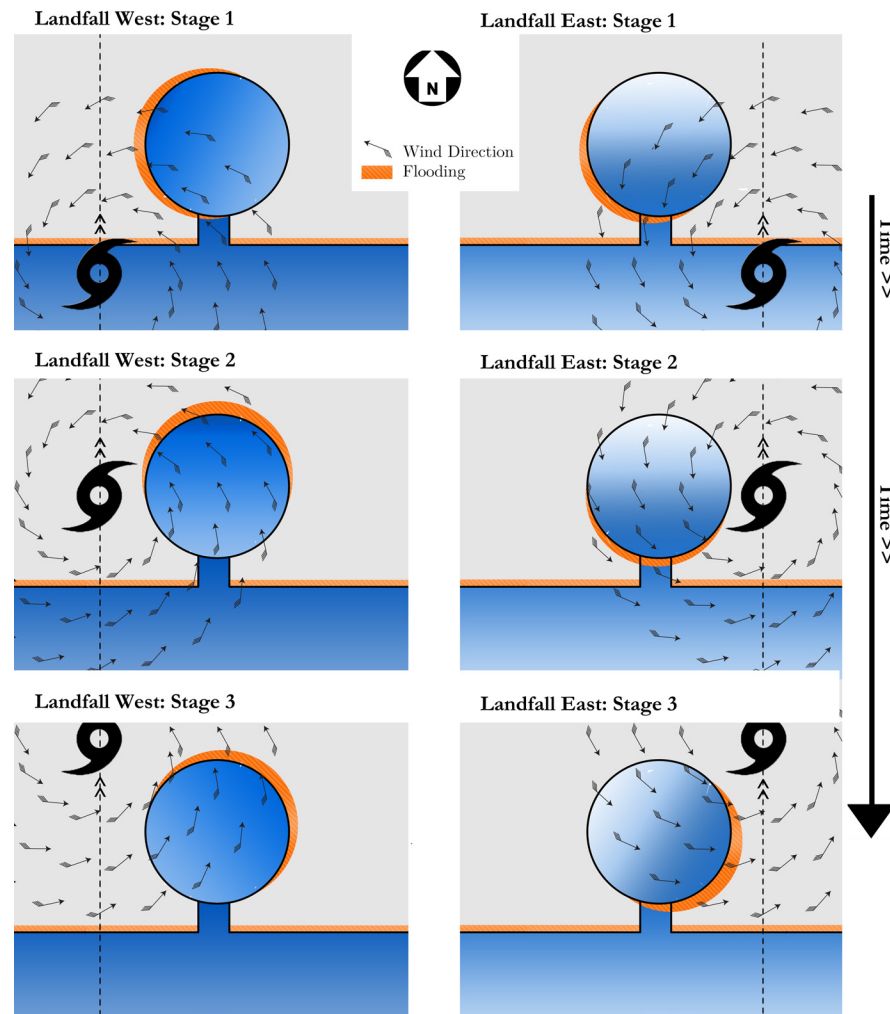 Landfall West: Stage 1
Landfall East: Stage 1
N
Wind Direction
Flooding
Time >>
Landfall West: Stage 2
Landfall East: Stage 2
Time >>
Landfall West: Stage 3
Landfall East: Stage 3